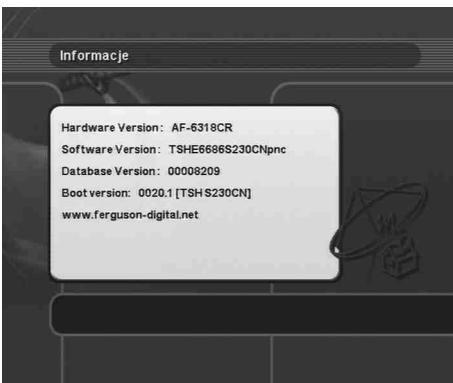 Informacje
Hardware Version: AF-6318CR
Software Version: TSHE6686S230CNpnc
Database Version: 00008209
Boot version: 0020.1 [TSH S230CN]
www.ferguson-digital.net